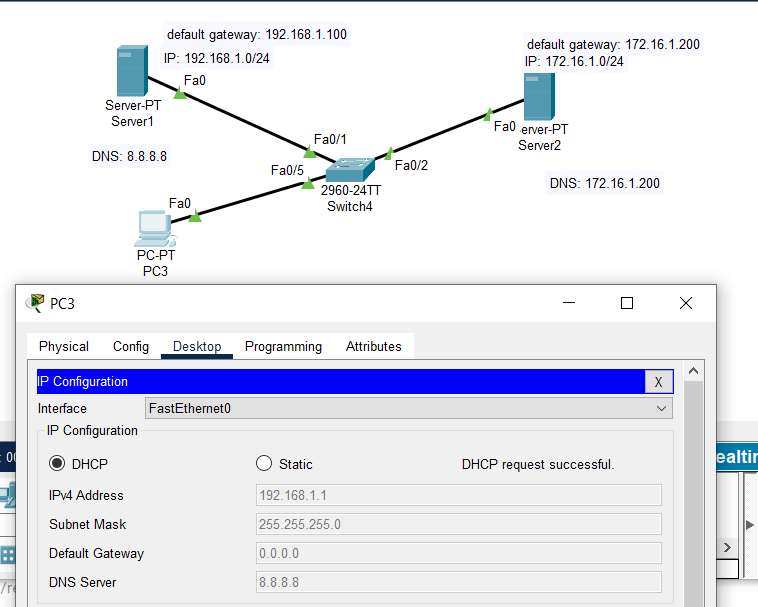 default gateway: 192.168.1.100
IP: 192.168.1.0/24
default gateway: 172.16.1.200
IP: 172.16.1.0/24
Fa0
Server-PT
Server1
Fa0
erver-PT
Server2
Fa0/1
DNS: 8.8.8.8
Fa0/2
Fa0/5
2960-24TT
Switch4
DNS: 172.16.1.200
Fa0
PC-PT
PC3
PC3
Physical Config Desktop Programming Attributes
IP Configuration X
Interface FastEthernet0
IP Configuration
DHCP Static DHCP request successful.
IPv4 Address 192.168.1.1
Subnet Mask 255.255.255.0
Default Gateway 0.0.0.0
DNS Server 8.8.8.8